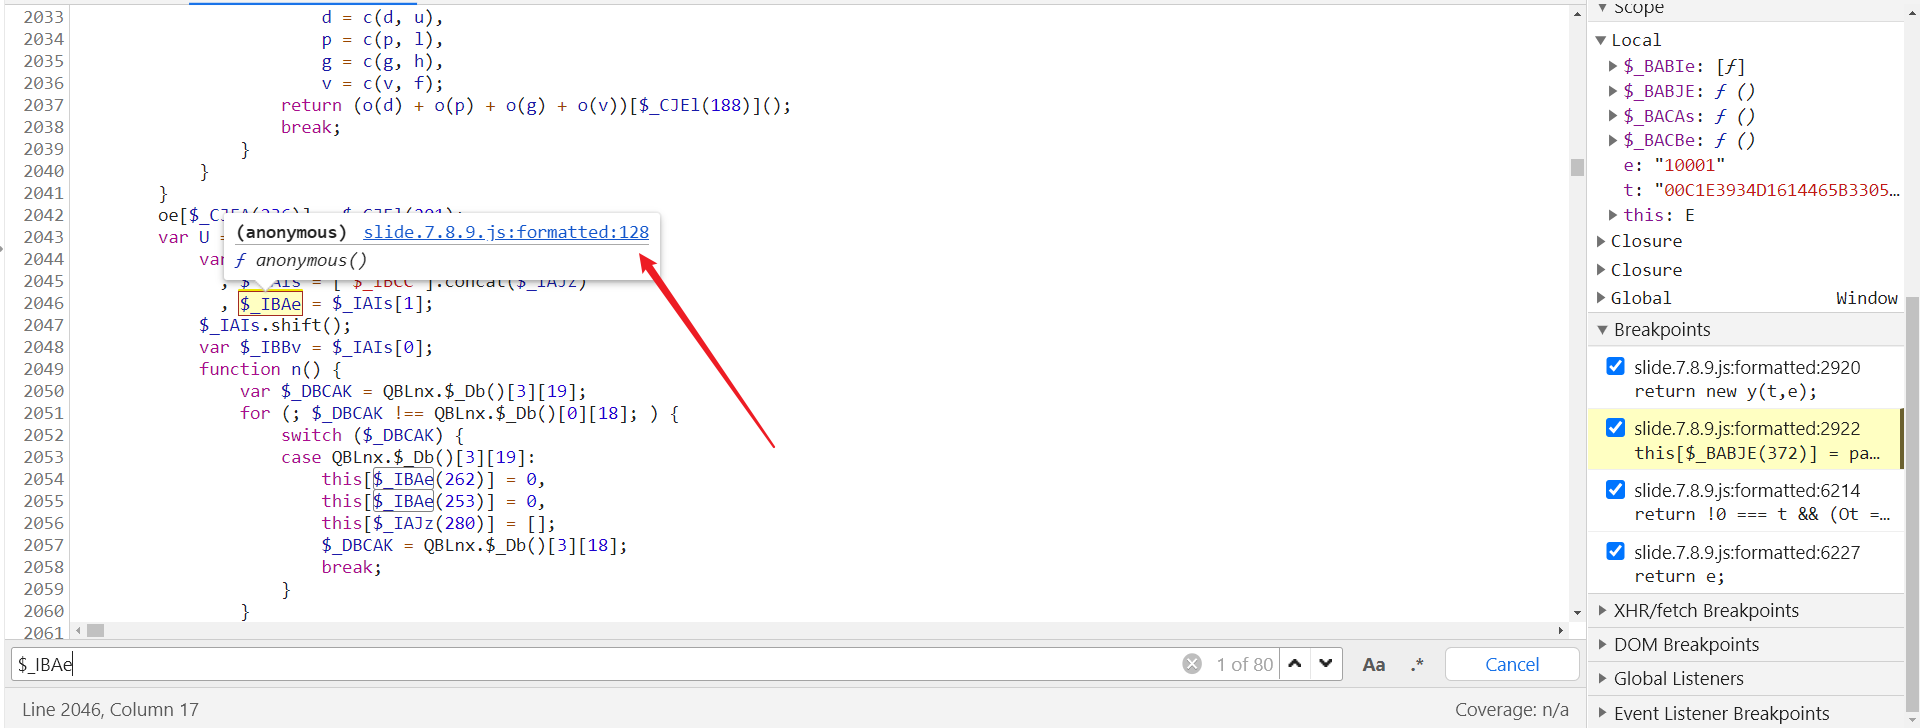 2033 d = c(d, u),
2034 p = c(p, l),
2035 g = c(g, h),
2036 v = c(v, f);
2037 return (o(d) + o(p) + o(g) + o(v))[$_CJEl(188)]();
2038 break;
2039 }
2040 }
2041 }
2042 oe[$_CJFA(236)] = $_CJEl(291);
2043 var U =
2044 var
2045 , $_IAIs = ["$_IBCC"].concat($_IAJz)
2046 , $_IBAe = $_IAIs[1];
2047 $_IAIs.shift();
2048 var $_IBBv = $_IAIs[0];
2049 function n() {
2050 var $_DBCAK = QBLnx.$_Db()[3][19];
2051 for (; $_DBCAK !== QBLnx.$_Db()[0][18]; ) {
2052 switch ($_DBCAK) {
2053 case QBLnx.$_Db()[3][19]:
2054 this[$_IBAe(262)] = 0,
2055 this[$_IBAe(253)] = 0,
2056 this[$_IAJz(280)] = [];
2057 $_DBCAK = QBLnx.$_Db()[3][18];
2058 break;
2059 }
2060 }
2061
(anonymous) slide.7.8.9.js:formatted:128
ƒ anonymous()
$_IBAe
1 of 80
Aa
.*
Cancel
Line 2046, Column 17
Coverage: n/a
Scope
Local
$_BABIe: [ƒ]
$_BABJE: ƒ ()
$_BACAs: ƒ ()
$_BACBe: ƒ ()
e: "10001"
t: "00C1E3934D1614465B3305…
this: E
Closure
Closure
Global Window
Breakpoints
slide.7.8.9.js:formatted:2920
return new y(t,e);
slide.7.8.9.js:formatted:2922
this[$_BABJE(372)] = pa…
slide.7.8.9.js:formatted:6214
return !0 === t && (Ot =…
slide.7.8.9.js:formatted:6227
return e;
XHR/fetch Breakpoints
DOM Breakpoints
Global Listeners
Event Listener Breakpoints